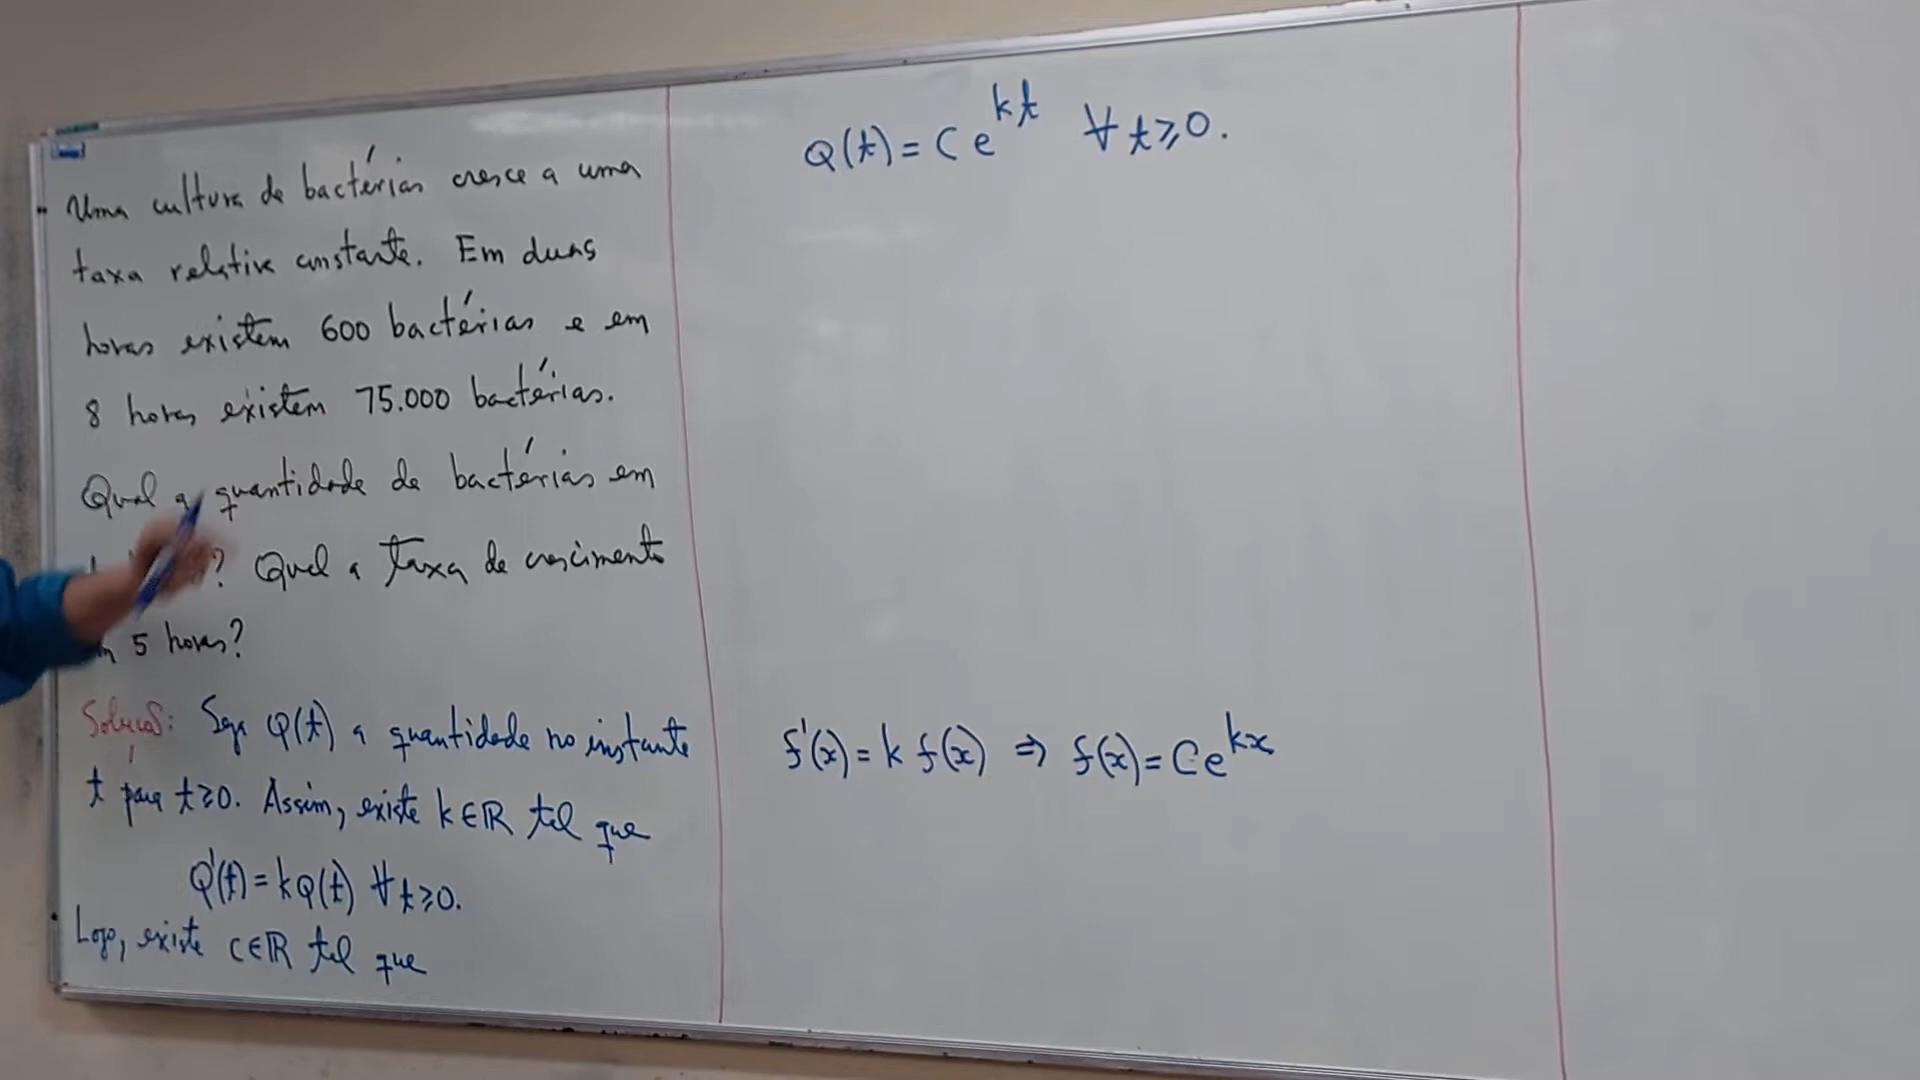 Uma cultura de bactérias cresce a uma
taxa relativa constante. Em duas
horas existem 600 bactérias e em
8 horas existem 75.000 bactérias.
Qual a quantidade de bactérias em
? Qual a taxa de crescimento
5 horas?
Solução: Seja Q(t) a quantidade no instante
t para t≥0. Assim, existe k∈ℝ tal que
Q'(t) = kQ(t) ∀t≥0.
Logo, existe C∈ℝ tal que
Q(t) = Ce^{kt} ∀t≥0.
f'(x) = k f(x) ⇒ f(x) = Ce^{kx}